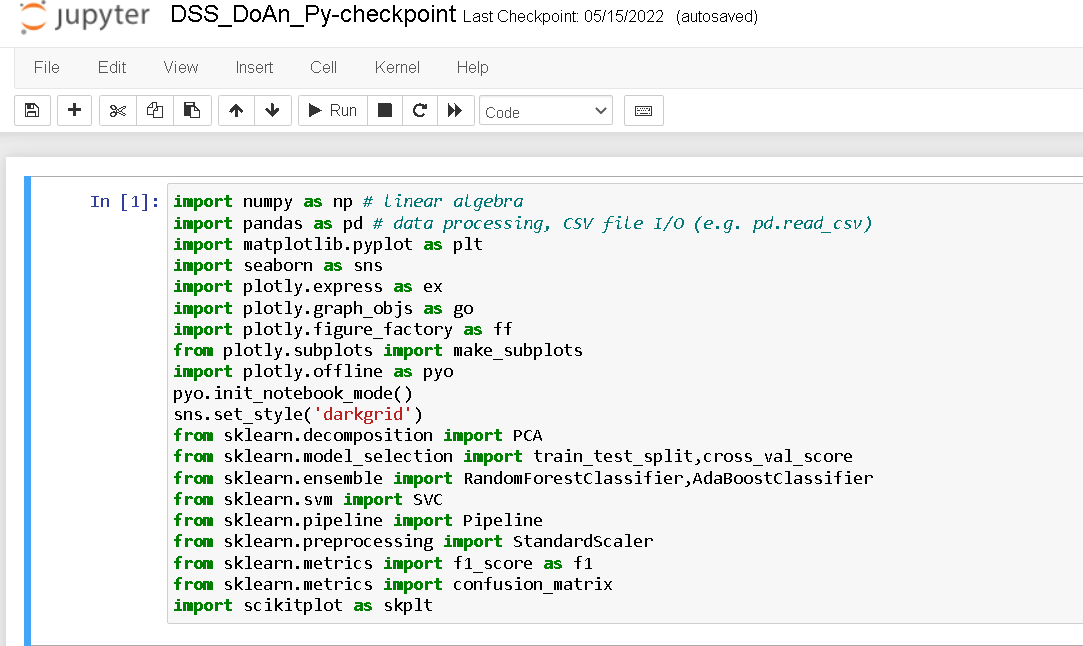 jupyter DSS_DoAn_Py-checkpoint Last Checkpoint: 05/15/2022 (autosaved)
File Edit View Insert Cell Kernel Help
Run Code
In [1]: import numpy as np # linear algebra
import pandas as pd # data processing, CSV file I/O (e.g. pd.read_csv)
import matplotlib.pyplot as plt
import seaborn as sns
import plotly.express as ex
import plotly.graph_objs as go
import plotly.figure_factory as ff
from plotly.subplots import make_subplots
import plotly.offline as pyo
pyo.init_notebook_mode()
sns.set_style('darkgrid')
from sklearn.decomposition import PCA
from sklearn.model_selection import train_test_split,cross_val_score
from sklearn.ensemble import RandomForestClassifier,AdaBoostClassifier
from sklearn.svm import SVC
from sklearn.pipeline import Pipeline
from sklearn.preprocessing import StandardScaler
from sklearn.metrics import f1_score as f1
from sklearn.metrics import confusion_matrix
import scikitplot as skplt